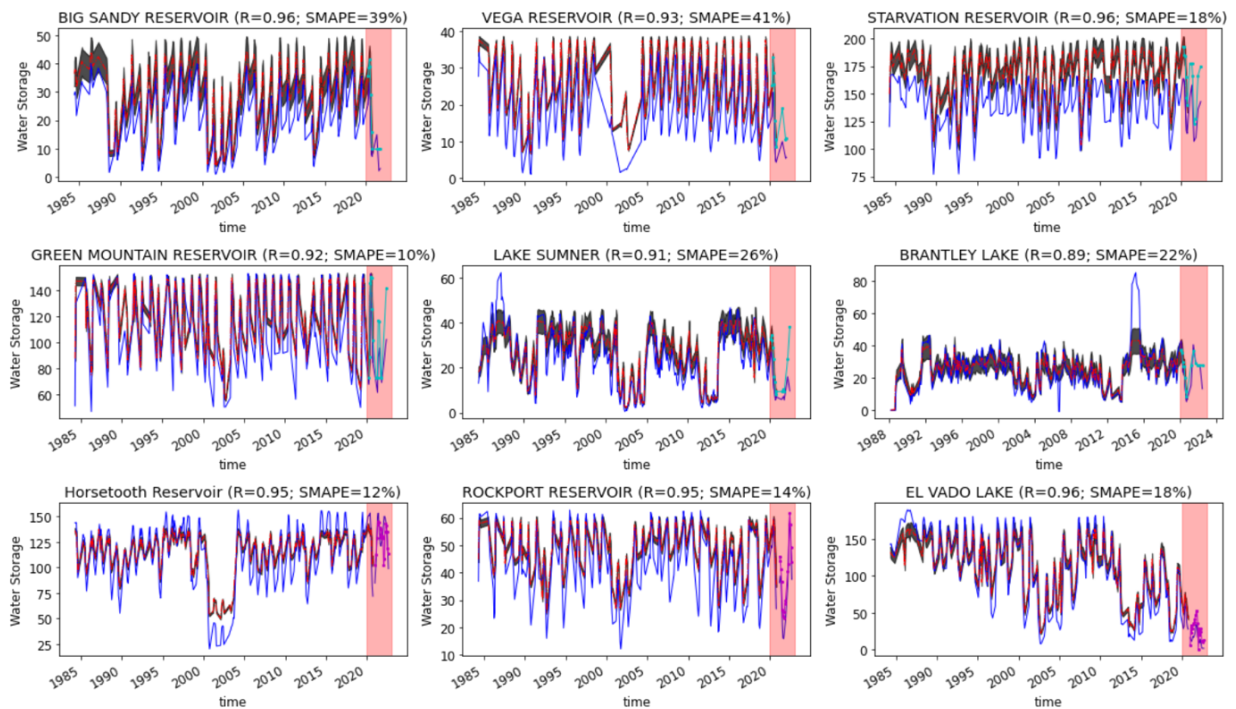 BIG SANDY RESERVOIR (R=0.96; SMAPE=39%)
VEGA RESERVOIR (R=0.93; SMAPE=41%)
STARVATION RESERVOIR (R=0.96; SMAPE=18%)
Water Storage
50
40
30
20
10
0
1985 1990 1995 2000 2005 2010 2015 2020
time
Water Storage
40
30
20
10
0
1985 1990 1995 2000 2005 2010 2015 2020
time
Water Storage
200
175
150
125
100
75
1985 1990 1995 2000 2005 2010 2015 2020
time
GREEN MOUNTAIN RESERVOIR (R=0.92; SMAPE=10%)
LAKE SUMNER (R=0.91; SMAPE=26%)
BRANTLEY LAKE (R=0.89; SMAPE=22%)
Water Storage
140
120
100
80
60
1985 1990 1995 2000 2005 2010 2015 2020
time
Water Storage
60
40
20
0
1985 1990 1995 2000 2005 2010 2015 2020
time
Water Storage
80
60
40
20
0
1988 1992 1996 2000 2004 2008 2012 2016 2020 2024
time
Horsetooth Reservoir (R=0.95; SMAPE=12%)
ROCKPORT RESERVOIR (R=0.95; SMAPE=14%)
EL VADO LAKE (R=0.96; SMAPE=18%)
Water Storage
150
125
100
75
50
25
1985 1990 1995 2000 2005 2010 2015 2020
time
Water Storage
60
50
40
30
20
10
1985 1990 1995 2000 2005 2010 2015 2020
time
Water Storage
150
100
50
0
1985 1990 1995 2000 2005 2010 2015 2020
time